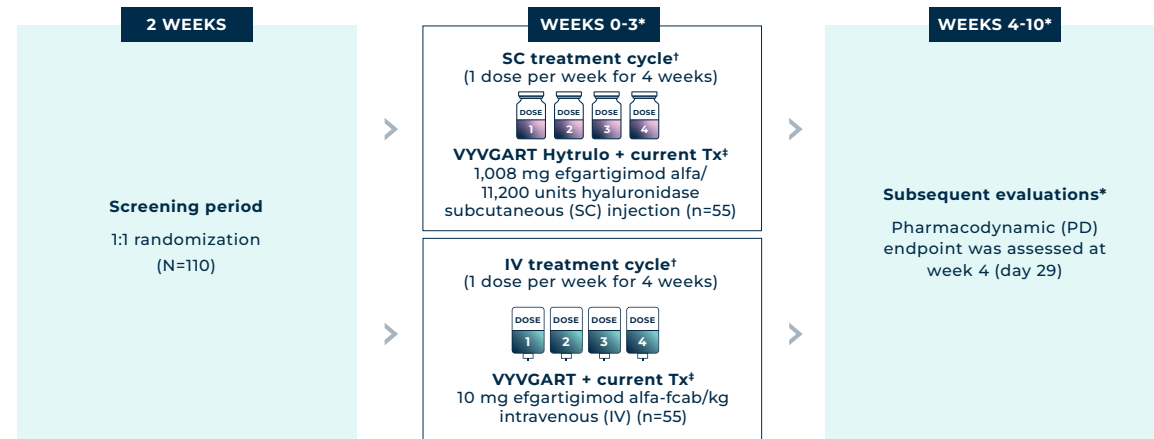 2 WEEKS
Screening period
1:1 randomization
(N=110)
WEEKS 0-3*
SC treatment cycle†
(1 dose per week for 4 weeks)
DOSE 1 DOSE 2 DOSE 3 DOSE 4
VYVGART Hytrulo + current Tx‡
1,008 mg efgartigimod alfa/
11,200 units hyaluronidase
subcutaneous (SC) injection (n=55)
IV treatment cycle†
(1 dose per week for 4 weeks)
DOSE 1 DOSE 2 DOSE 3 DOSE 4
VYVGART + current Tx‡
10 mg efgartigimod alfa-fcab/kg
intravenous (IV) (n=55)
WEEKS 4-10*
Subsequent evaluations*
Pharmacodynamic (PD)
endpoint was assessed at
week 4 (day 29)